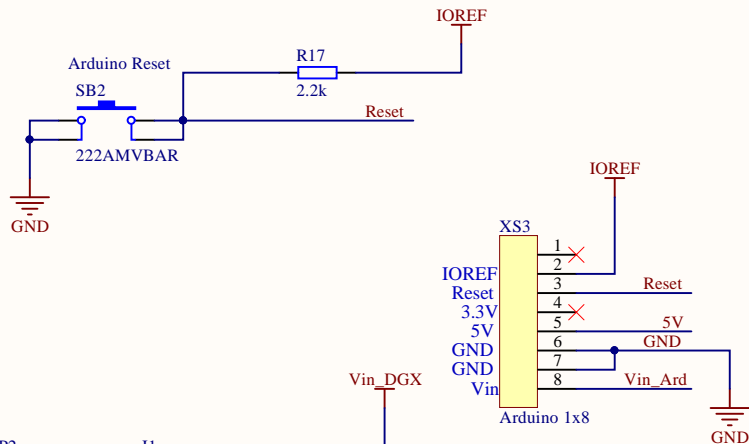 IOREF
Arduino Reset
R17
SB2
2.2k
Reset
222AMVBAR
GND
IOREF
XS3
1
IOREF 2
Reset 3 Reset
3.3V 4
5V 5 5V
GND 6 GND
GND 7
Vin 8 Vin_Ard
Vin_DGX
Arduino 1x8
GND